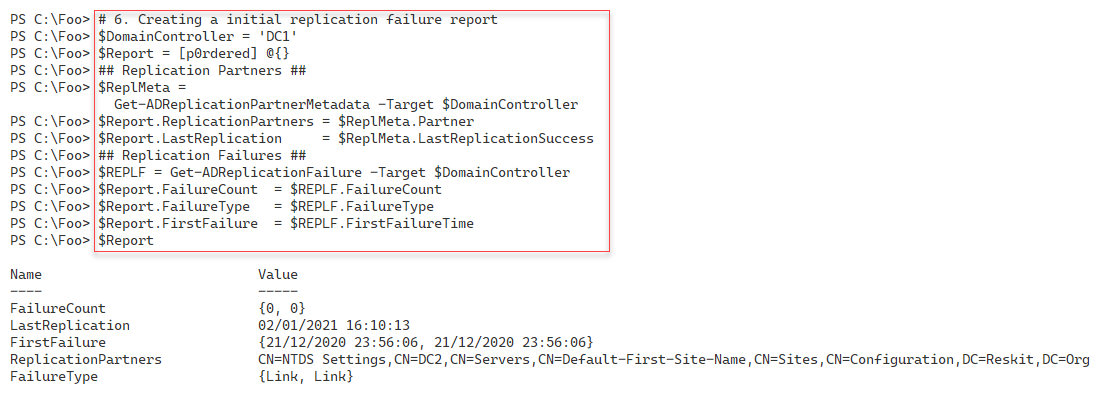 PS C:\Foo> # 6. Creating a initial replication failure report
PS C:\Foo> $DomainController = 'DC1'
PS C:\Foo> $Report = [p0rdered] @{}
PS C:\Foo> ## Replication Partners ##
PS C:\Foo> $ReplMeta =
Get-ADReplicationPartnerMetadata -Target $DomainController
PS C:\Foo> $Report.ReplicationPartners = $ReplMeta.Partner
PS C:\Foo> $Report.LastReplication     = $ReplMeta.LastReplicationSuccess
PS C:\Foo> ## Replication Failures ##
PS C:\Foo> $REPLF = Get-ADReplicationFailure -Target $DomainController
PS C:\Foo> $Report.FailureCount  = $REPLF.FailureCount
PS C:\Foo> $Report.FailureType   = $REPLF.FailureType
PS C:\Foo> $Report.FirstFailure  = $REPLF.FirstFailureTime
PS C:\Foo> $Report
Name                           Value
----                           -----
FailureCount                   {0, 0}
LastReplication                02/01/2021 16:10:13
FirstFailure                   {21/12/2020 23:56:06, 21/12/2020 23:56:06}
ReplicationPartners            CN=NTDS Settings,CN=DC2,CN=Servers,CN=Default-First-Site-Name,CN=Sites,CN=Configuration,DC=Reskit,DC=Org
FailureType                    {Link, Link}